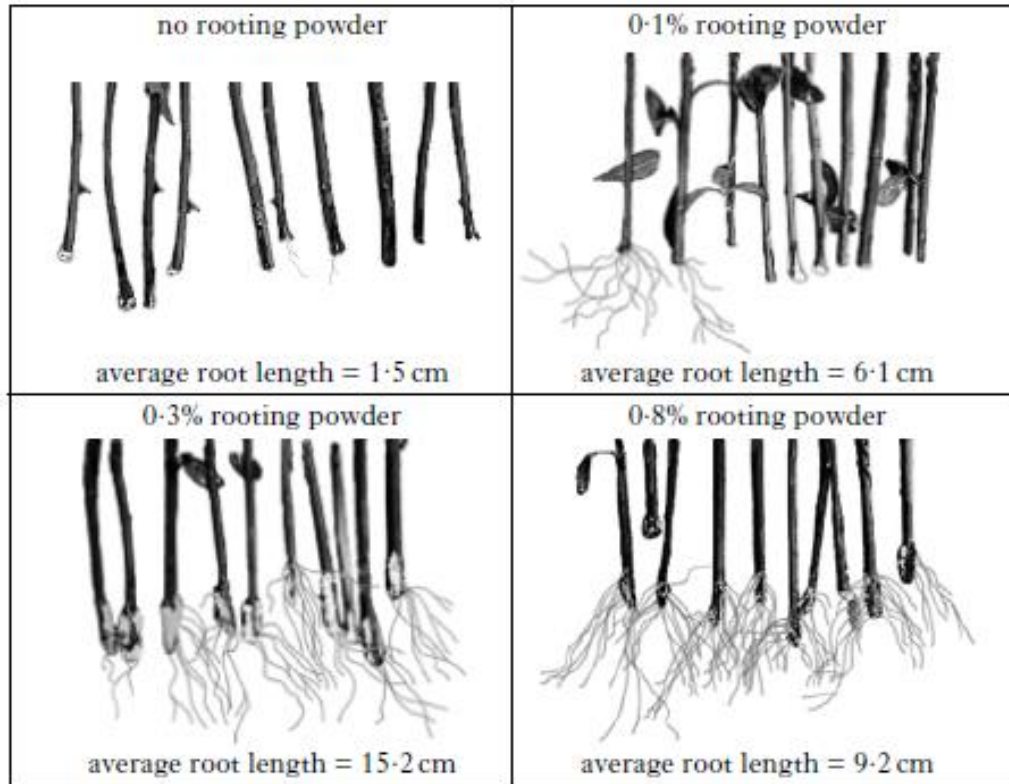 no rooting powder
0·1% rooting powder
average root length = 1·5 cm
average root length = 6·1 cm
0·3% rooting powder
0·8% rooting powder
average root length = 15·2 cm
average root length = 9·2 cm